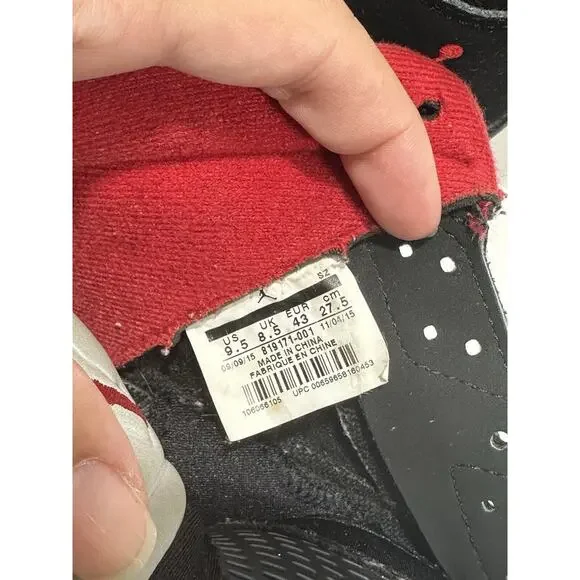 SZ
US UK EUR cm
9.5 8.5 43 27.5
09/09/15 819171-001 11/04/15
MADE IN CHINA
FABRIQUE EN CHINE
106066105 UPC 00659658160453